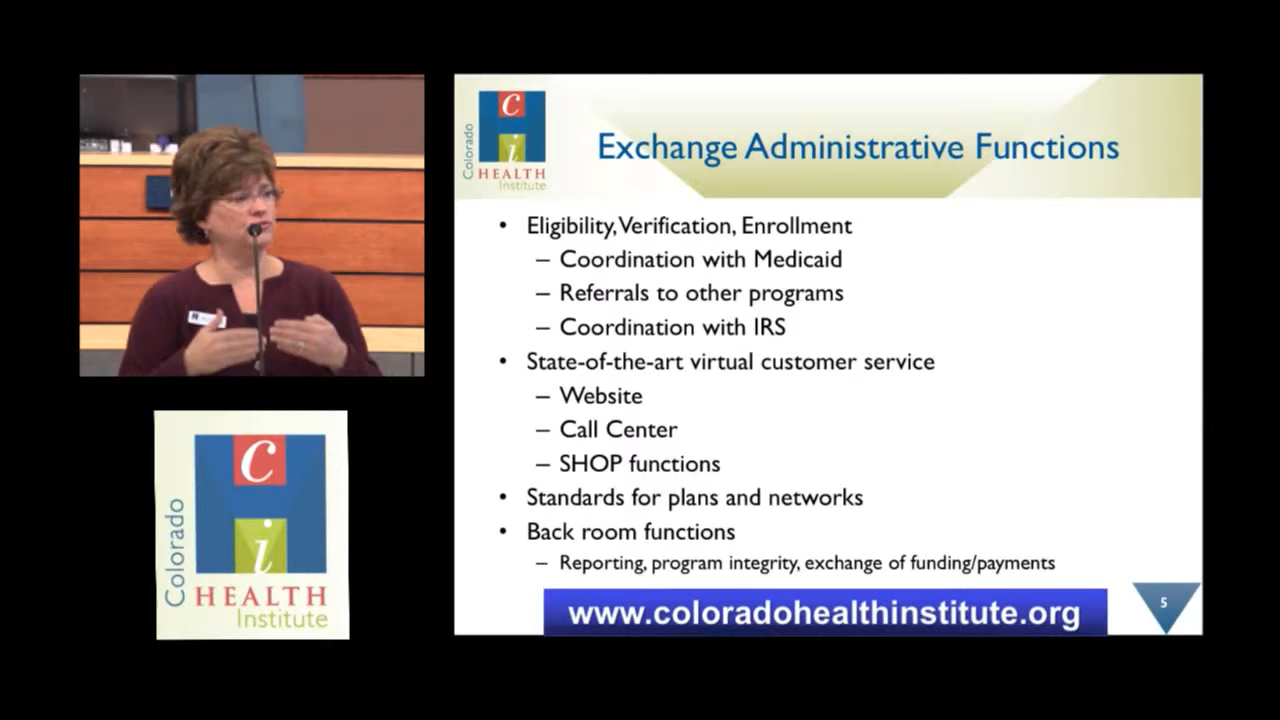 Colorado
C
i
HEALTH
Institute
Exchange Administrative Functions
• Eligibility, Verification, Enrollment
– Coordination with Medicaid
– Referrals to other programs
– Coordination with IRS
• State-of-the-art virtual customer service
– Website
– Call Center
– SHOP functions
• Standards for plans and networks
• Back room functions
– Reporting, program integrity, exchange of funding/payments
www.coloradohealthinstitute.org
5
Colorado
C
i
HEALTH
Institute